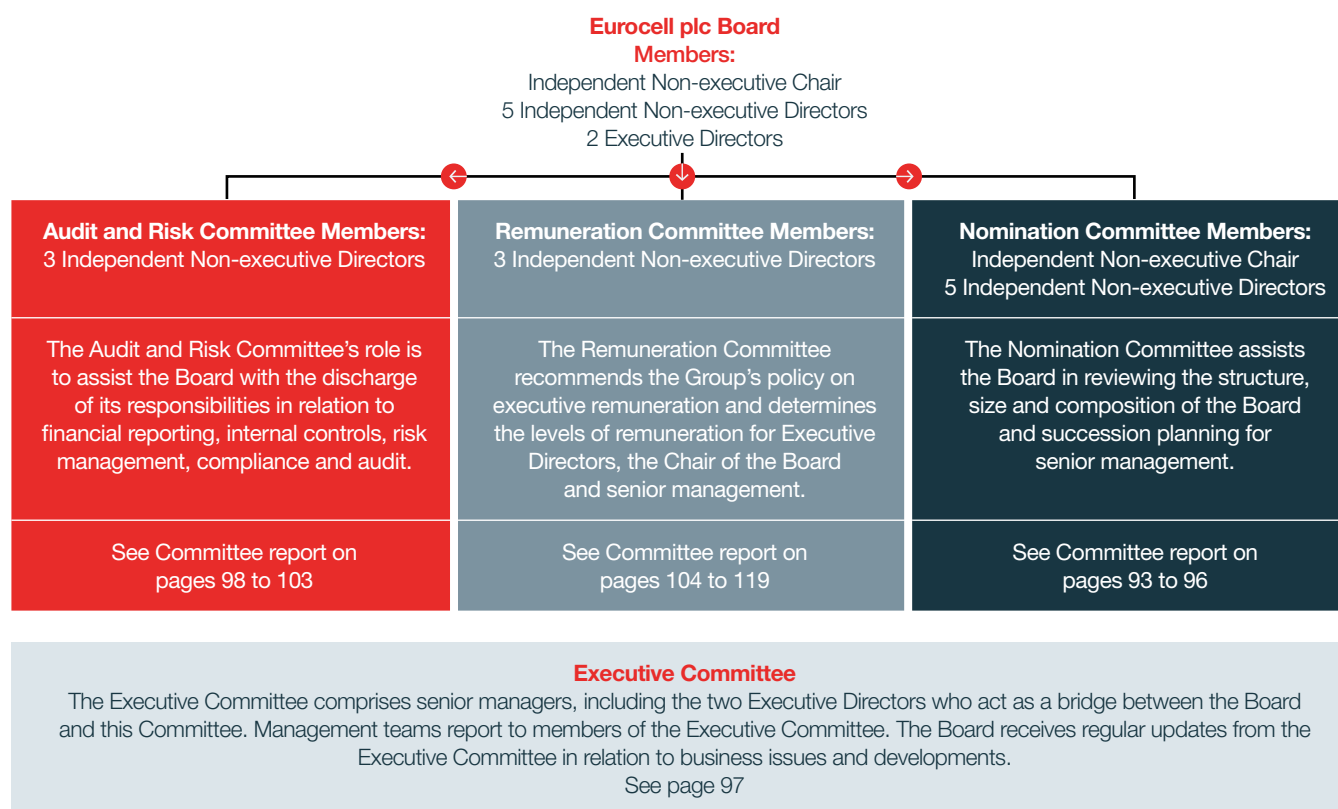 Eurocell plc Board
Members:
Independent Non-executive Chair
5 Independent Non-executive Directors
2 Executive Directors
Audit and Risk Committee Members:
3 Independent Non-executive Directors
The Audit and Risk Committee’s role is
to assist the Board with the discharge
of its responsibilities in relation to
financial reporting, internal controls, risk
management, compliance and audit.
See Committee report on
pages 98 to 103
Remuneration Committee Members:
3 Independent Non-executive Directors
The Remuneration Committee
recommends the Group’s policy on
executive remuneration and determines
the levels of remuneration for Executive
Directors, the Chair of the Board
and senior management.
See Committee report on
pages 104 to 119
Nomination Committee Members:
Independent Non-executive Chair
5 Independent Non-executive Directors
The Nomination Committee assists
the Board in reviewing the structure,
size and composition of the Board
and succession planning for
senior management.
See Committee report on
pages 93 to 96
Executive Committee
The Executive Committee comprises senior managers, including the two Executive Directors who act as a bridge between the Board
and this Committee. Management teams report to members of the Executive Committee. The Board receives regular updates from the
Executive Committee in relation to business issues and developments.
See page 97